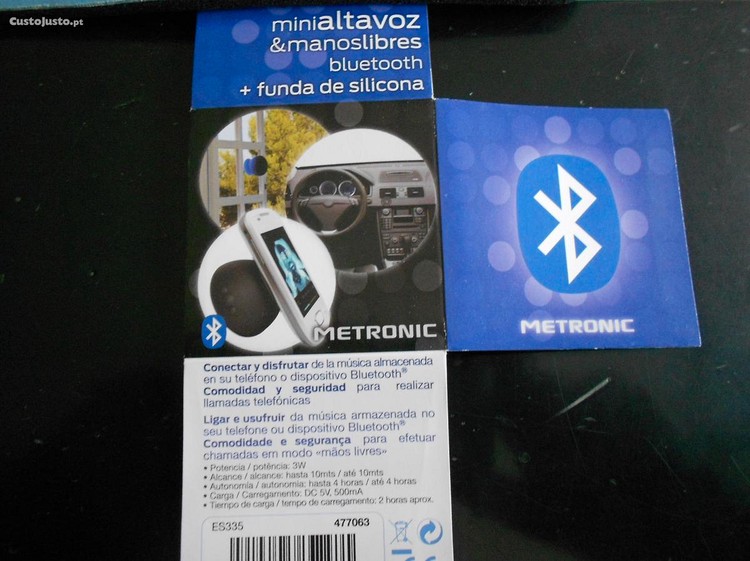 CustoJusto.pt
minialtavoz
&manoslibres
bluetooth
+ funda de silicona
METRONIC
METRONIC
Conectar y disfrutar de la música almacenada
en su teléfono o dispositivo Bluetooth®
Comodidad y seguridad para realizar
llamadas telefónicas
Ligar e usufruir da música armazenada no
seu telefone ou dispositivo Bluetooth®
Comodidade e segurança para efetuar
chamadas em modo «mãos livres»
• Potencia / potência: 3W
• Alcance / alcance: hasta 10mts / até 10mts
• Autonomía / autonomia: hasta 4 horas / até 4 horas
• Carga / Carregamento: DC 5V, 500mA
• Tiempo de carga / tempo de carregamento: 2 horas aprox.
ES335 477063